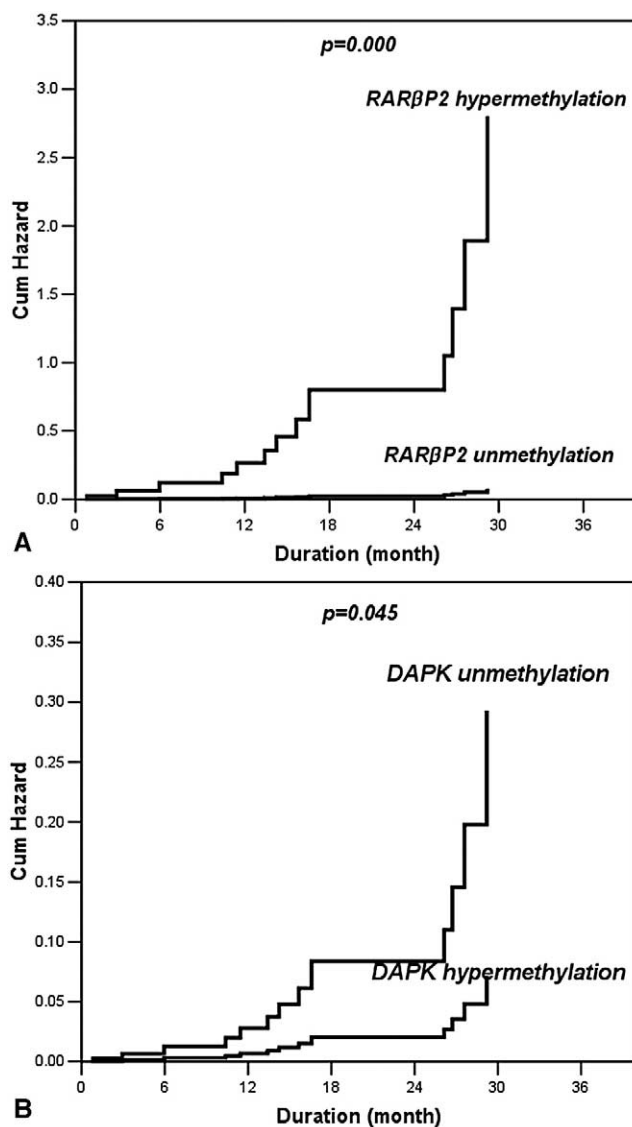 3.5
p=0.000
3.0
RARβP2 hypermethylation
2.5
Cum Hazard
2.0
1.5
1.0
0.5
RARβP2 unmethylation
0.0
0 6 12 18 24 30 36
A
Duration (month)
0.40
p=0.045
0.35
DAPK unmethylation
0.30
0.25
Cum Hazard
0.20
0.15
0.10
DAPK hypermethylation
0.05
0.00
0 6 12 18 24 30 36
B
Duration (month)